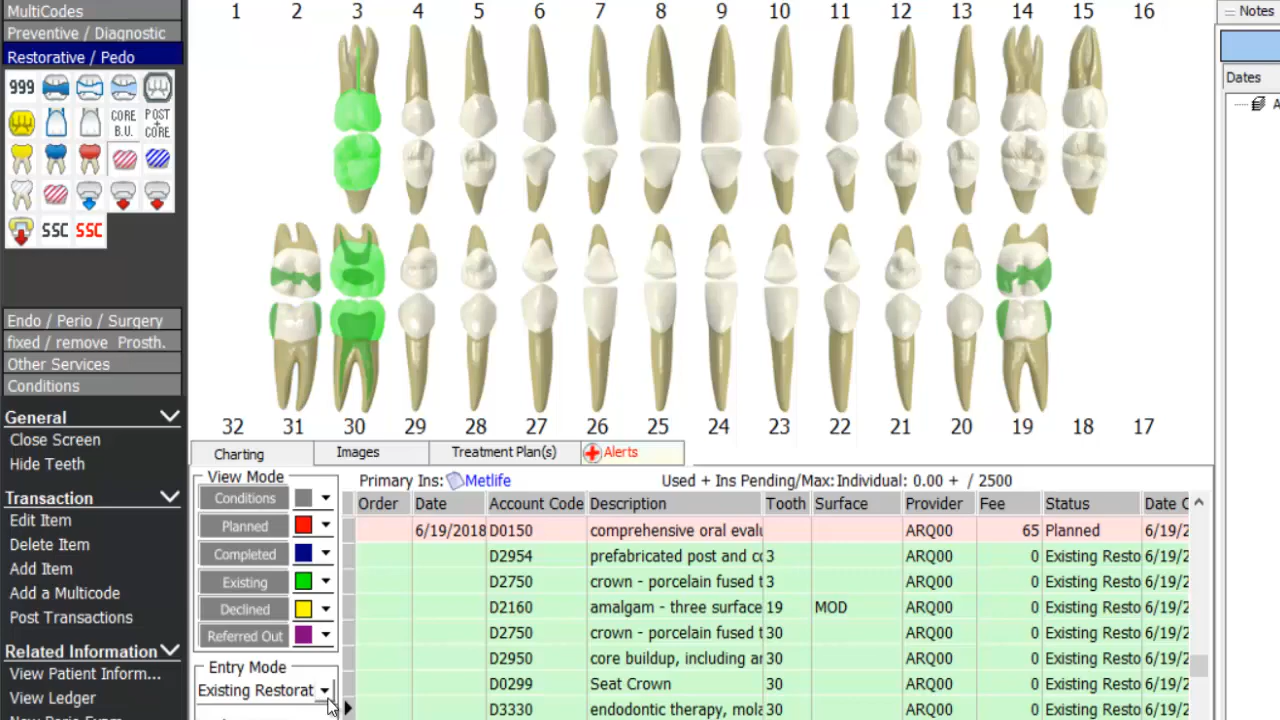 MultiCodes
Preventive / Diagnostic
Restorative / Pedo
999
CORE B.U.
POST + CORE
SSC SSC
Endo / Perio / Surgery
fixed / remove Prosth.
Other Services
Conditions
General
Close Screen
Hide Teeth
Transaction
Edit Item
Delete Item
Add Item
Add a Multicode
Post Transactions
Related Information
View Patient Inform...
View Ledger
1 2 3 4 5 6 7 8 9 10 11 12 13 14 15 16
32 31 30 29 28 27 26 25 24 23 22 21 20 19 18 17
Charting Images Treatment Plan(s) Alerts
View Mode
Conditions
Planned
Completed
Existing
Declined
Referred Out
Entry Mode
Existing Restorat
Primary Ins: Metlife Used + Ins Pending/Max: Individual: 0.00 + / 2500
Order Date Account Code Description Tooth Surface Provider Fee Status Date C
6/19/2018 D0150 comprehensive oral evalu ARQ00 65 Planned 6/19/2
D2954 prefabricated post and co 3 ARQ00 0 Existing Resto 6/19/2
D2750 crown - porcelain fused t 3 ARQ00 0 Existing Resto 6/19/2
D2160 amalgam - three surface 19 MOD ARQ00 0 Existing Resto 6/19/2
D2750 crown - porcelain fused t 30 ARQ00 0 Existing Resto 6/19/2
D2950 core buildup, including ar 30 ARQ00 0 Existing Resto 6/19/2
D0299 Seat Crown 30 ARQ00 0 Existing Resto 6/19/2
D3330 endodontic therapy, mola 30 ARQ00 0 Existing Resto 6/19/2
Notes
Dates
A